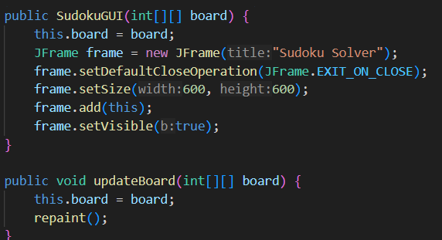 public SudokuGUI(int[][] board) {
this.board = board;
JFrame frame = new JFrame(title:"Sudoku Solver");
frame.setDefaultCloseOperation(JFrame.EXIT_ON_CLOSE);
frame.setSize(width:600, height:600);
frame.add(this);
frame.setVisible(b:true);
}
public void updateBoard(int[][] board) {
this.board = board;
repaint();
}